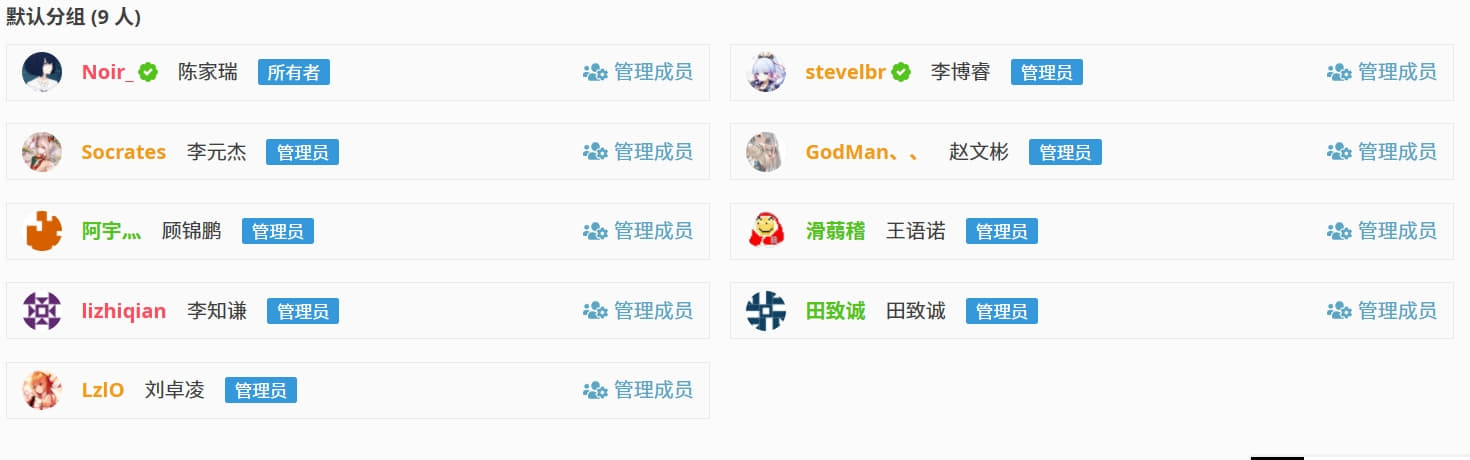 默认分组 (9 人)
Noir_ 陈家瑞 所有者 管理成员
stevelbr 李博睿 管理员 管理成员
Socrates 李元杰 管理员 管理成员
GodMan、、 赵文彬 管理员 管理成员
阿宇灬 顾锦鹏 管理员 管理成员
滑蒻稽 王语诺 管理员 管理成员
lizhiqian 李知谦 管理员 管理成员
田致诚 田致诚 管理员 管理成员
LzlO 刘卓凌 管理员 管理成员